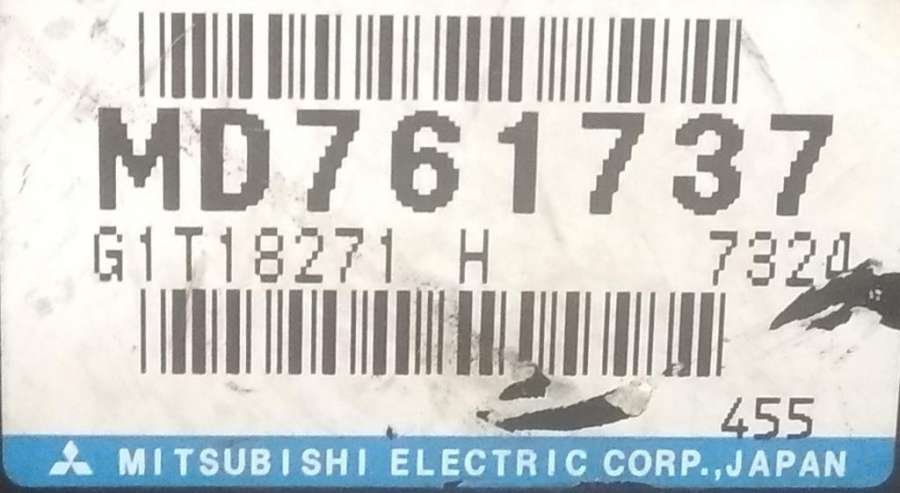 MD761737
G1T18271 H 7324
455
MITSUBISHI ELECTRIC CORP.,JAPAN